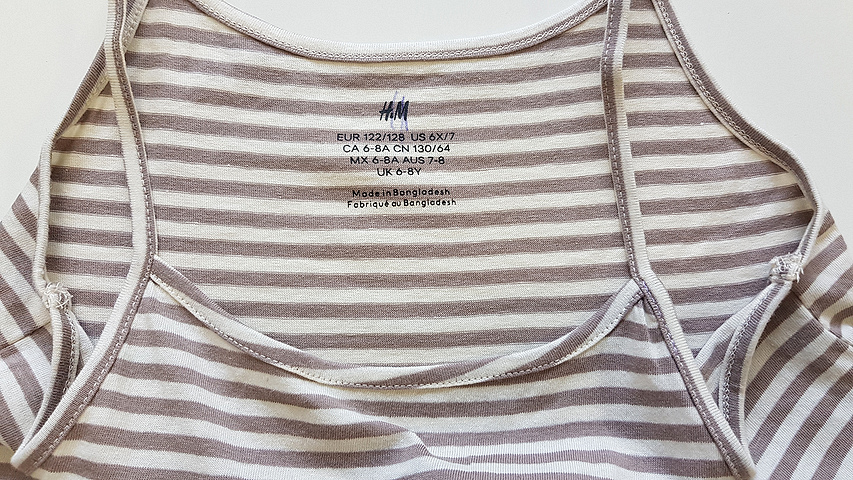 H&M
EUR 122/128 US 6X/7
CA 6-8A CN 130/64
MX 6-8A AUS 7-8
UK 6-8Y
Made in Bangladesh
Fabriqué au Bangladesh